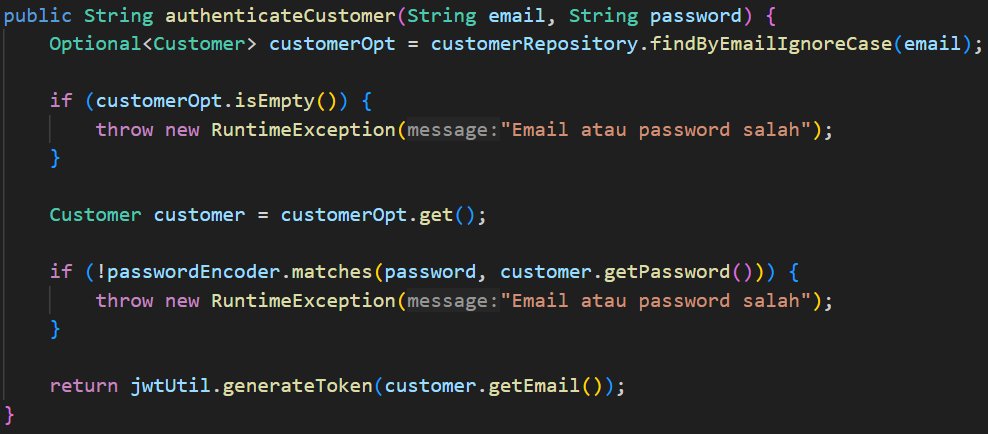 public String authenticateCustomer(String email, String password) {
Optional<Customer> customerOpt = customerRepository.findByEmailIgnoreCase(email);
if (customerOpt.isEmpty()) {
throw new RuntimeException(message:"Email atau password salah");
}
Customer customer = customerOpt.get();
if (!passwordEncoder.matches(password, customer.getPassword())) {
throw new RuntimeException(message:"Email atau password salah");
}
return jwtUtil.generateToken(customer.getEmail());
}